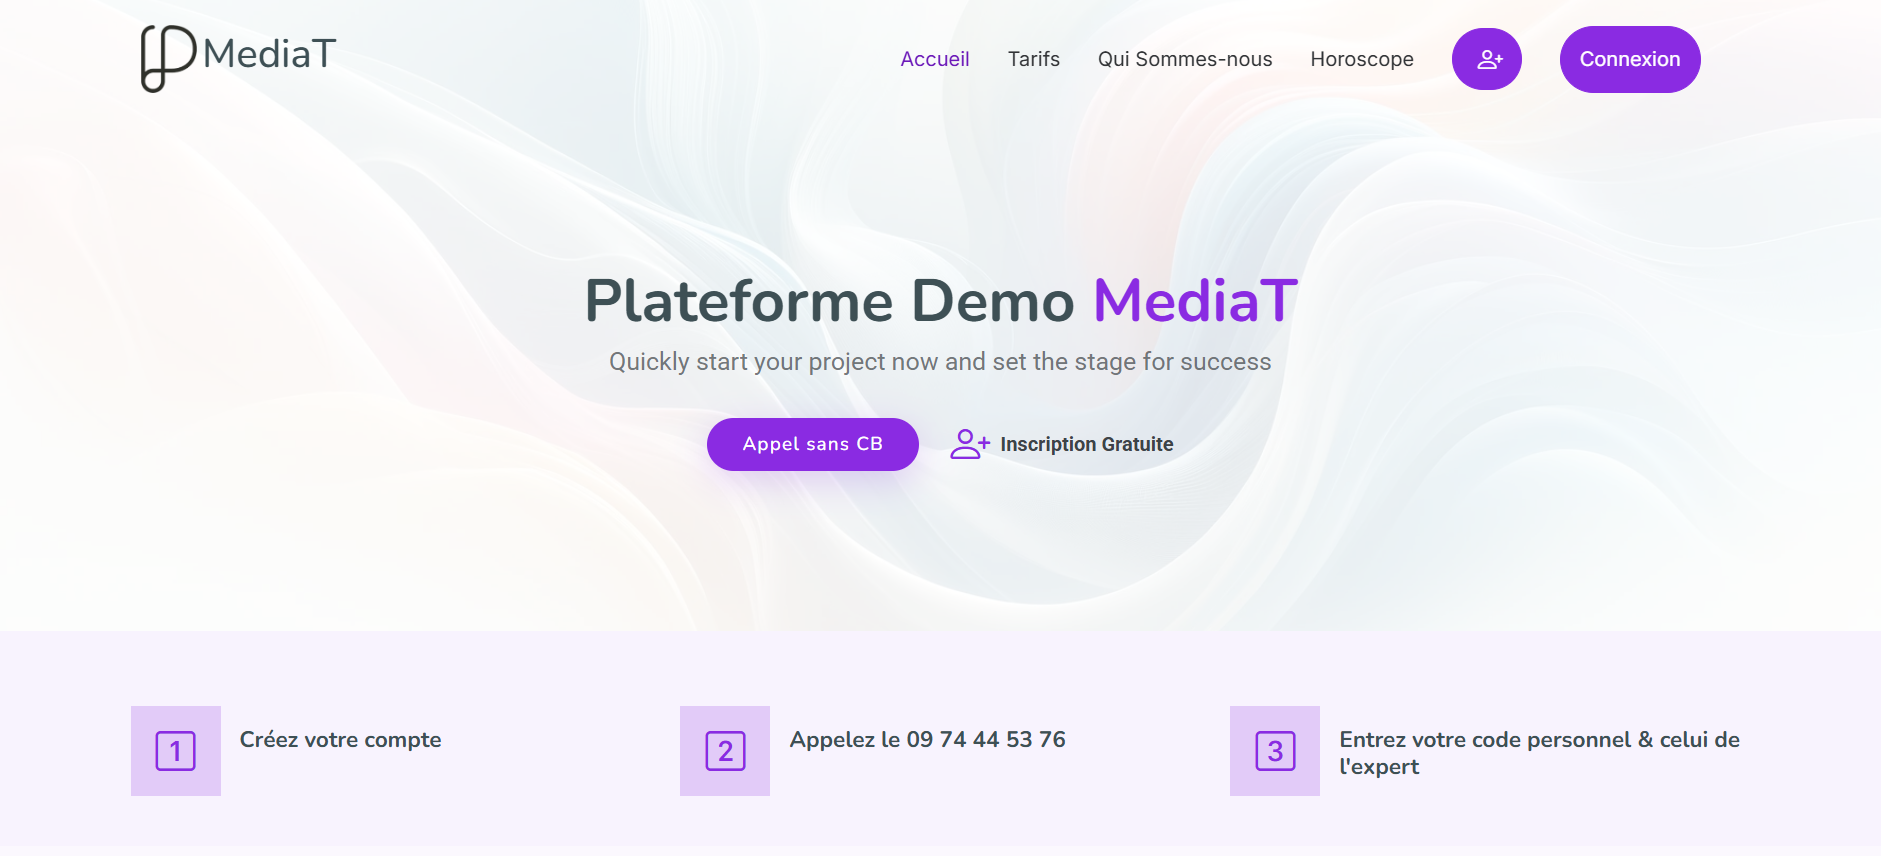 MediaT
Accueil
Tarifs
Qui Sommes-nous
Horoscope
Connexion
Plateforme Demo MediaT
Quickly start your project now and set the stage for success
Appel sans CB
Inscription Gratuite
1
Créez votre compte
2
Appelez le 09 74 44 53 76
3
Entrez votre code personnel & celui de
l'expert